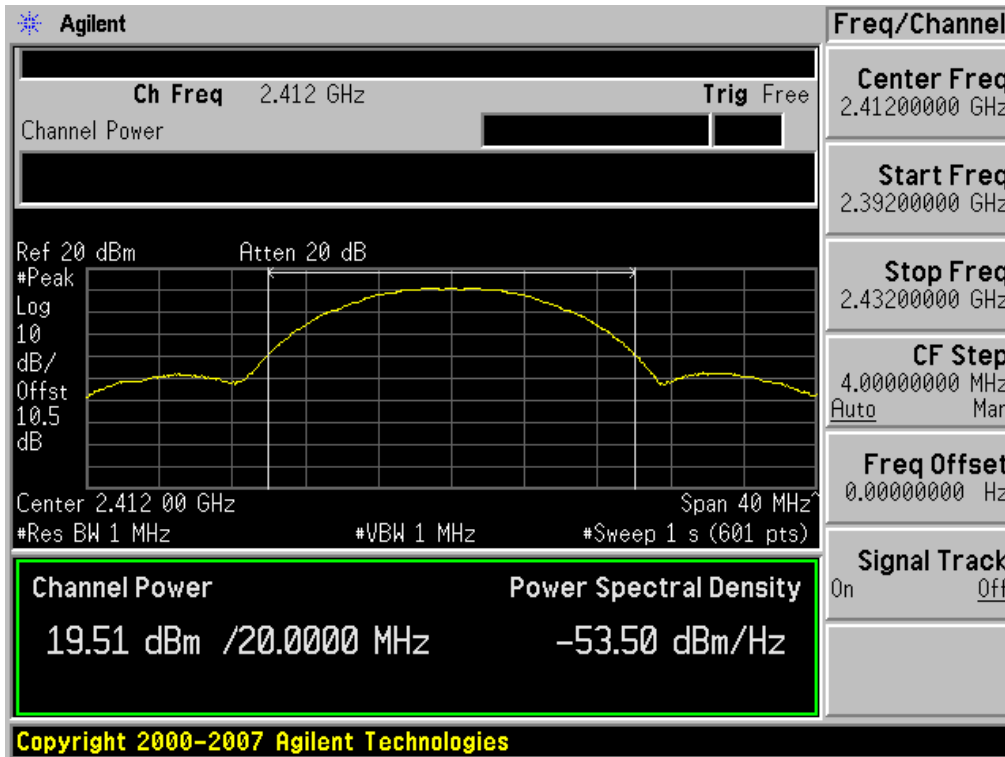 Agilent
Freq/Channel
Ch Freq 2.412 GHz Trig Free
Channel Power
Center Freq
2.41200000 GHz
Start Freq
2.39200000 GHz
Stop Freq
2.43200000 GHz
CF Step
4.00000000 MHz
Auto Man
Freq Offset
0.00000000 Hz
Signal Track
On Off
Ref 20 dBm Atten 20 dB
#Peak
Log
10
dB/
Offst
10.5
dB
Center 2.412 00 GHz Span 40 MHz^
#Res BW 1 MHz #VBW 1 MHz #Sweep 1 s (601 pts)
Channel Power Power Spectral Density
19.51 dBm /20.0000 MHz -53.50 dBm/Hz
Copyright 2000-2007 Agilent Technologies